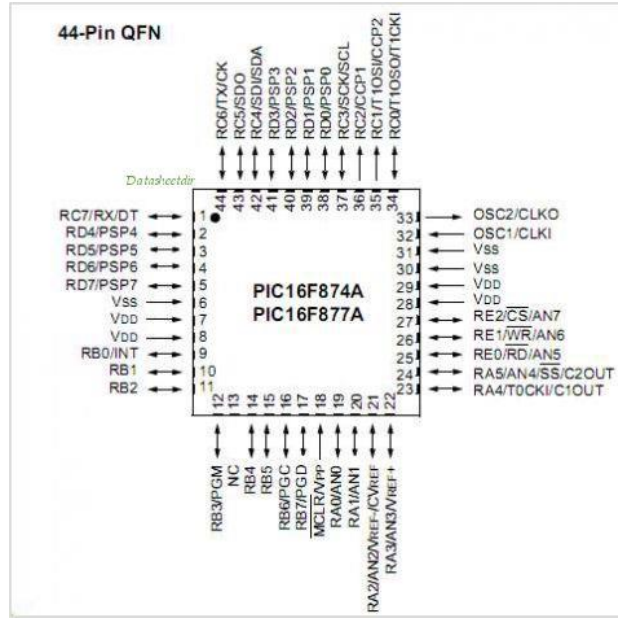 44-Pin QFN
RC6/TX/CK
RC5/SDO
RC4/SDI/SDA
RD3/PSP3
RD2/PSP2
RD1/PSP1
RD0/PSP0
RC3/SCK/SCL
RC2/CCP1
RC1/T1OSI/CCP2
RC0/T1OSO/T1CKI
Datasheetdir
44
43
42
41
40
39
38
37
36
35
34
RC7/RX/DT 1
RD4/PSP4 2
RD5/PSP5 3
RD6/PSP6 4
RD7/PSP7 5
VSS 6
VDD 7
VDD 8
RB0/INT 9
RB1 10
RB2 11
PIC16F874A
PIC16F877A
33 OSC2/CLKO
32 OSC1/CLKI
31 VSS
30 VSS
29 VDD
28 VDD
27 RE2/CS/AN7
26 RE1/WR/AN6
25 RE0/RD/AN5
24 RA5/AN4/SS/C2OUT
23 RA4/T0CKI/C1OUT
12
13
14
15
16
17
18
19
20
21
22
RB3/PGM
NC
RB4
RB5
RB6/PGC
RB7/PGD
MCLR/VPP
RA0/AN0
RA1/AN1
RA2/AN2/VREF-/CVREF
RA3/AN3/VREF+